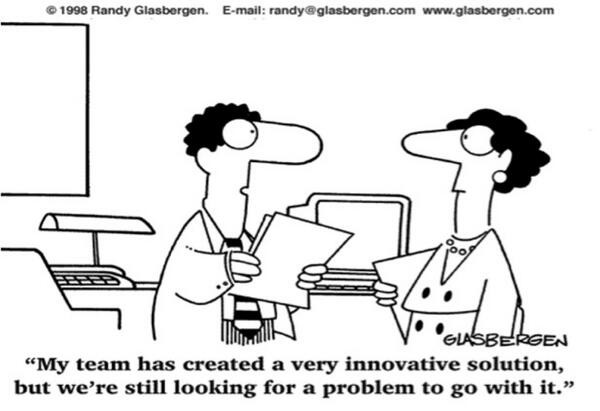 © 1998 Randy Glasbergen. E-mail: randy@glasbergen.com www.glasbergen.com
GLASBERGEN
“My team has created a very innovative solution,
but we’re still looking for a problem to go with it.”